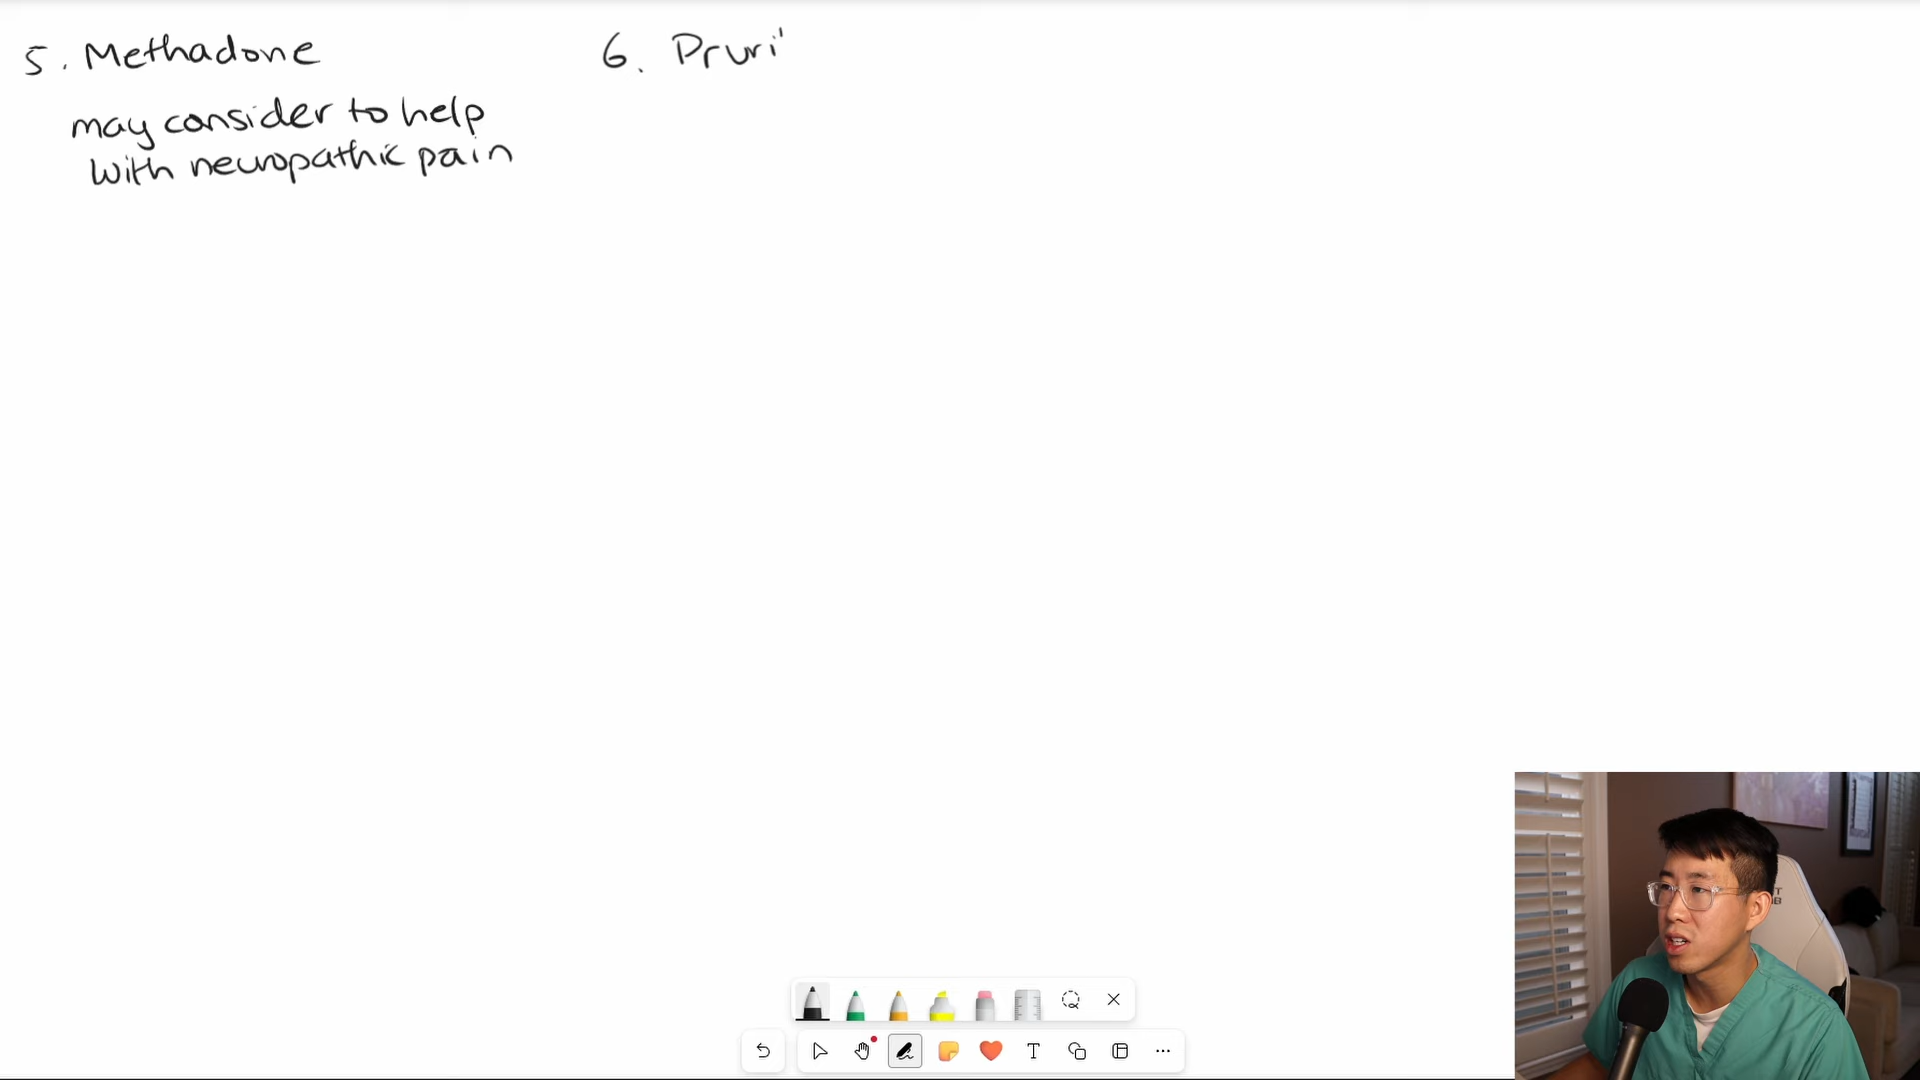 5. Methadone
may consider to help
with neuropathic pain
6. Pruri